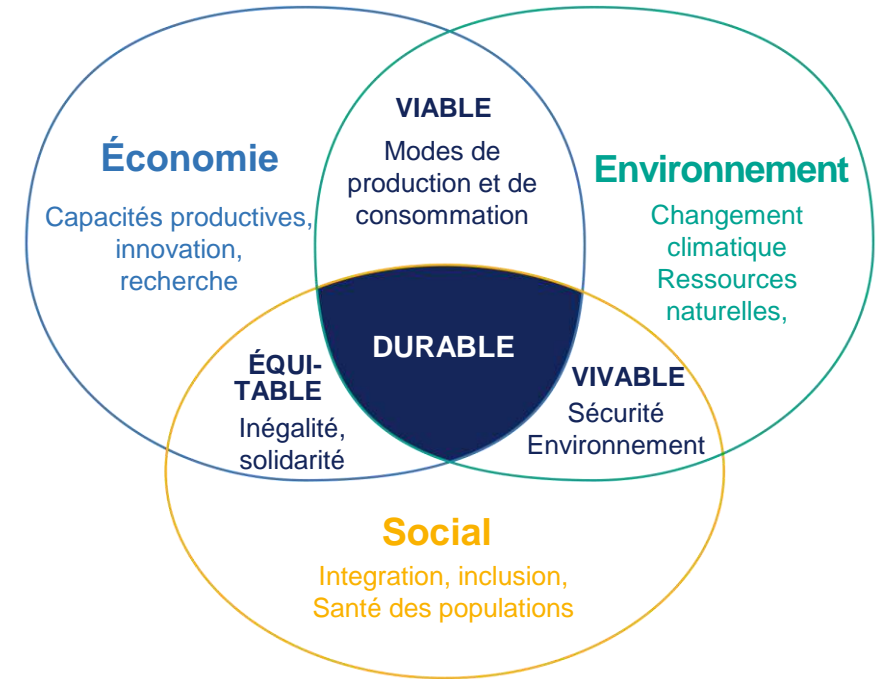 VIABLE
Modes de
production et de
consommation
Économie
Capacités productives,
innovation,
recherche
Environnement
Changement
climatique
Ressources
naturelles,
DURABLE
ÉQUI-
TABLE
Inégalité,
solidarité
VIVABLE
Sécurité
Environnement
Social
Integration, inclusion,
Santé des populations